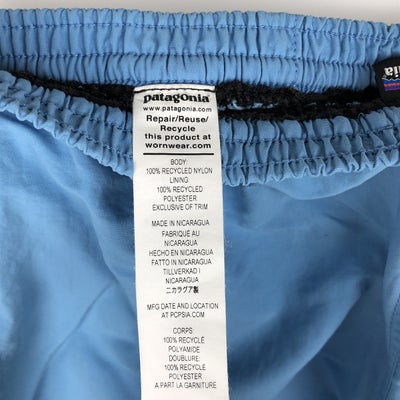 patagonia
www.patagonia.com
Repair/Reuse/
Recycle
this product at
wornwear.com
BODY:
100% RECYCLED NYLON
LINING:
100% RECYCLED
POLYESTER
EXCLUSIVE OF TRIM
MADE IN NICARAGUA
FABRIQUÉ AU
NICARAGUA
HECHO EN NICARAGUA
FATTO IN NICARAGUA
TILLVERKAD I
NICARAGUA
ニカラグア製
MFG DATE AND LOCATION
AT PCPSIA.COM
CORPS:
100% RECYCLÉ
POLYAMIDE
DOUBLURE:
100% RECYCLÉ
POLYESTER
A PART LA GARNITURE